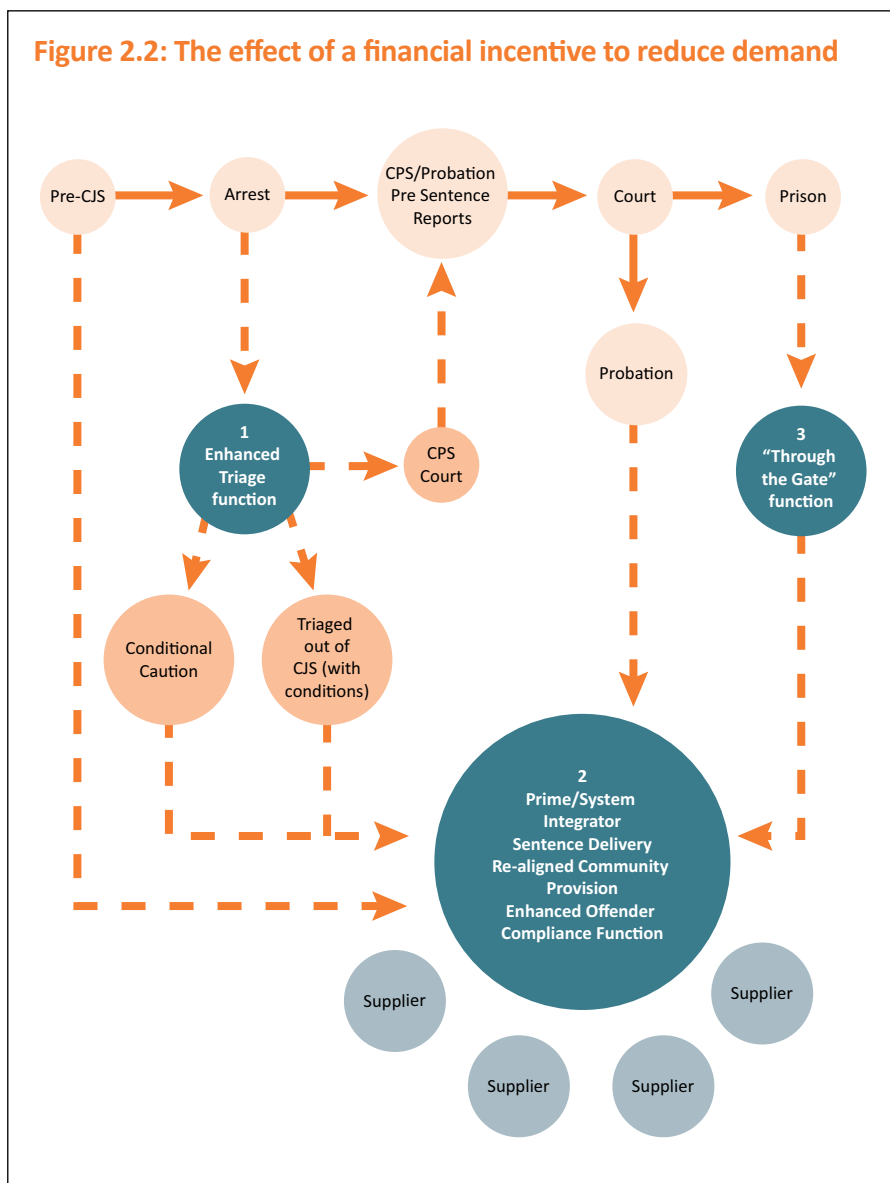 Figure 2.2: The effect of a financial incentive to reduce demand
Pre-CJS
Arrest
CPS/Probation
Pre Sentence
Reports
Court
Prison
Probation
1
Enhanced
Triage
function
CPS
Court
3
“Through
the Gate”
function
Conditional
Caution
Triaged
out of
CJS (with
conditions)
2
Prime/System
Integrator
Sentence Delivery
Re-aligned Community
Provision
Enhanced Offender
Compliance Function
Supplier
Supplier
Supplier
Supplier